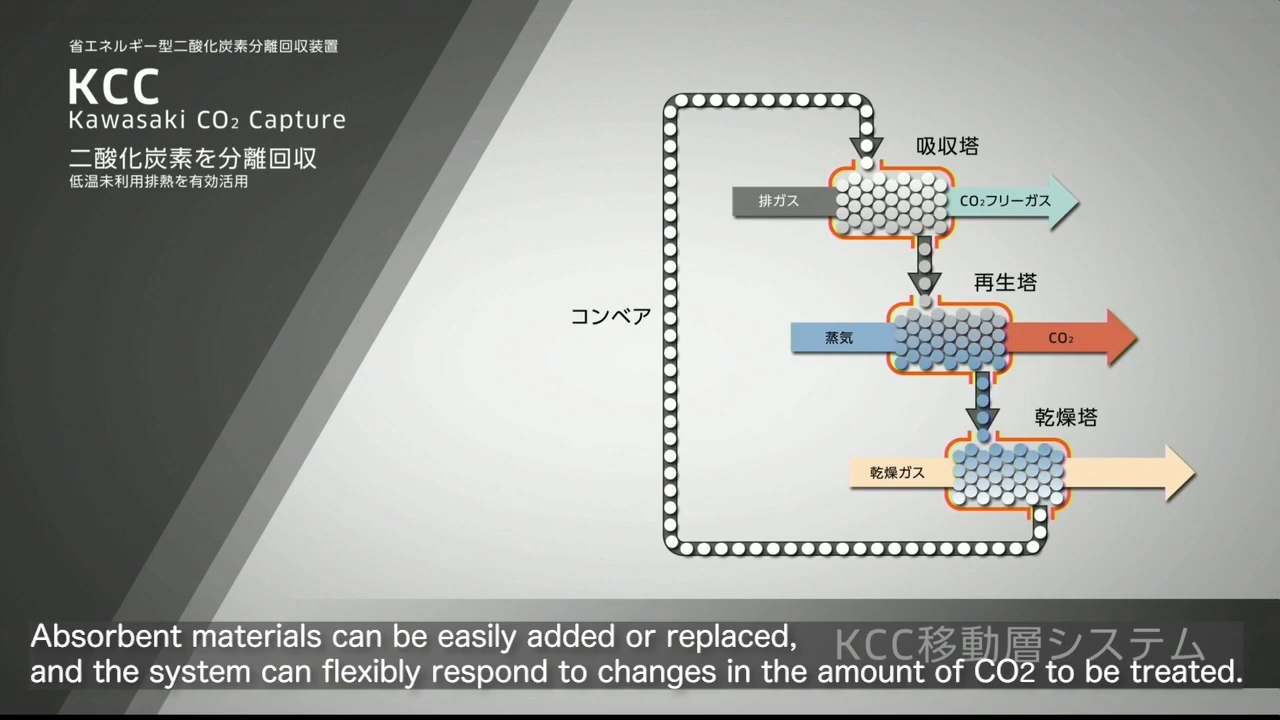 省エネルギー型二酸化炭素分離回収装置
KCC
Kawasaki CO₂ Capture
二酸化炭素を分離回収
低温未利用排熱を有効活用
吸収塔
排ガス
CO₂フリーガス
再生塔
コンベア
蒸気
CO₂
乾燥塔
乾燥ガス
KCC移動層システム
Absorbent materials can be easily added or replaced,
and the system can flexibly respond to changes in the amount of CO2 to be treated.